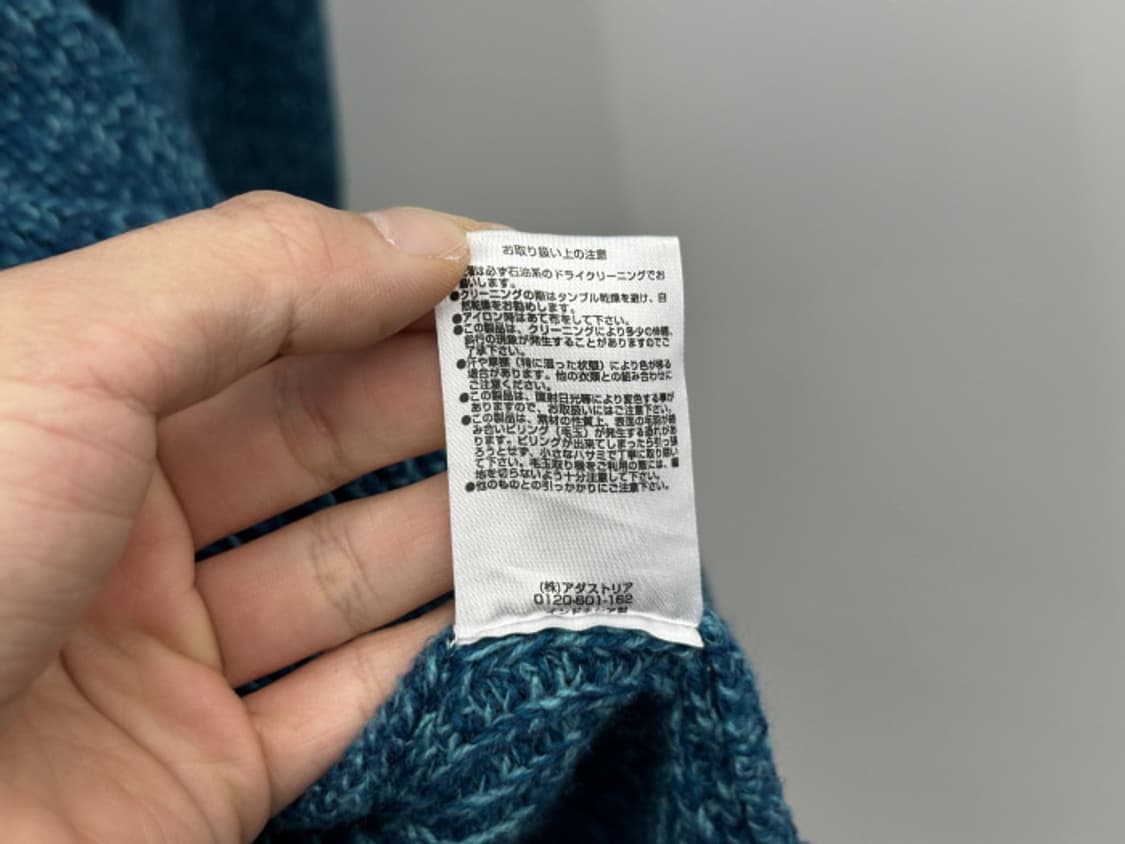 お取り扱い上の注意
は必ず石油系のドライクリーニングでお
願いします。
●クリーニングの際はタンブル乾燥を避け、自
然乾燥をお勧めします。
●アイロン時はあて布をして下さい。
●この製品は、クリーニングにより多少の伸縮、
斜行の現象が発生することがありますのでご
了承下さい。
●汗や摩擦（特に湿った状態）により色が移る
場合があります。他の衣類との組み合わせに
ご注意ください。
●この製品は、直射日光等により変色する事が
ありますので、お取扱いにはご注意下さい。
●この製品は、素材の性質上、表面の毛羽が絡
み合いピリング（毛玉）が発生する恐れがあ
ります。ピリングが出来てしまったら引っ張
ろうとせず、小さなハサミで丁寧に取り除い
て下さい。毛玉取り機をご利用の際には、編
地を切らないよう十分注意して下さい。
●他のものとの引っかかりにご注意下さい。
(株)アダストリア
0120-601-162
インドネシア製